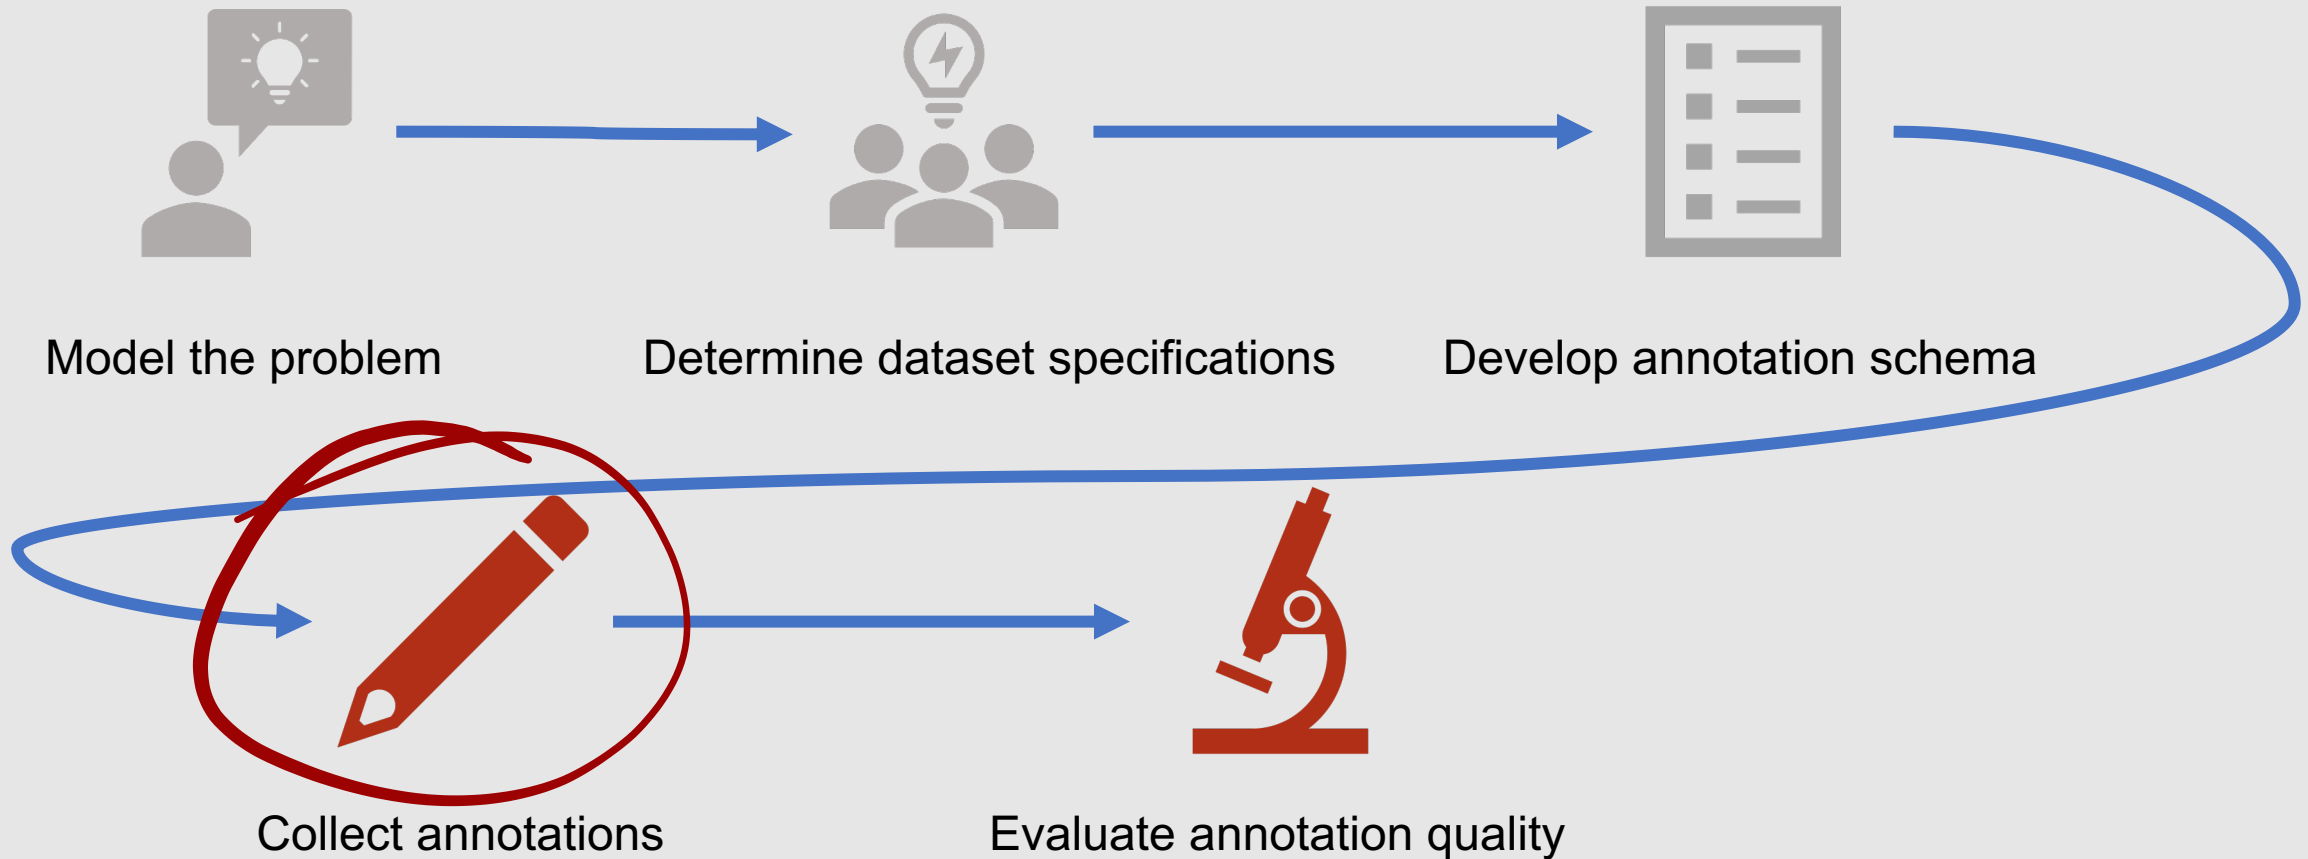 Model the problem
Determine dataset specifications
Develop annotation schema
Collect annotations
Evaluate annotation quality